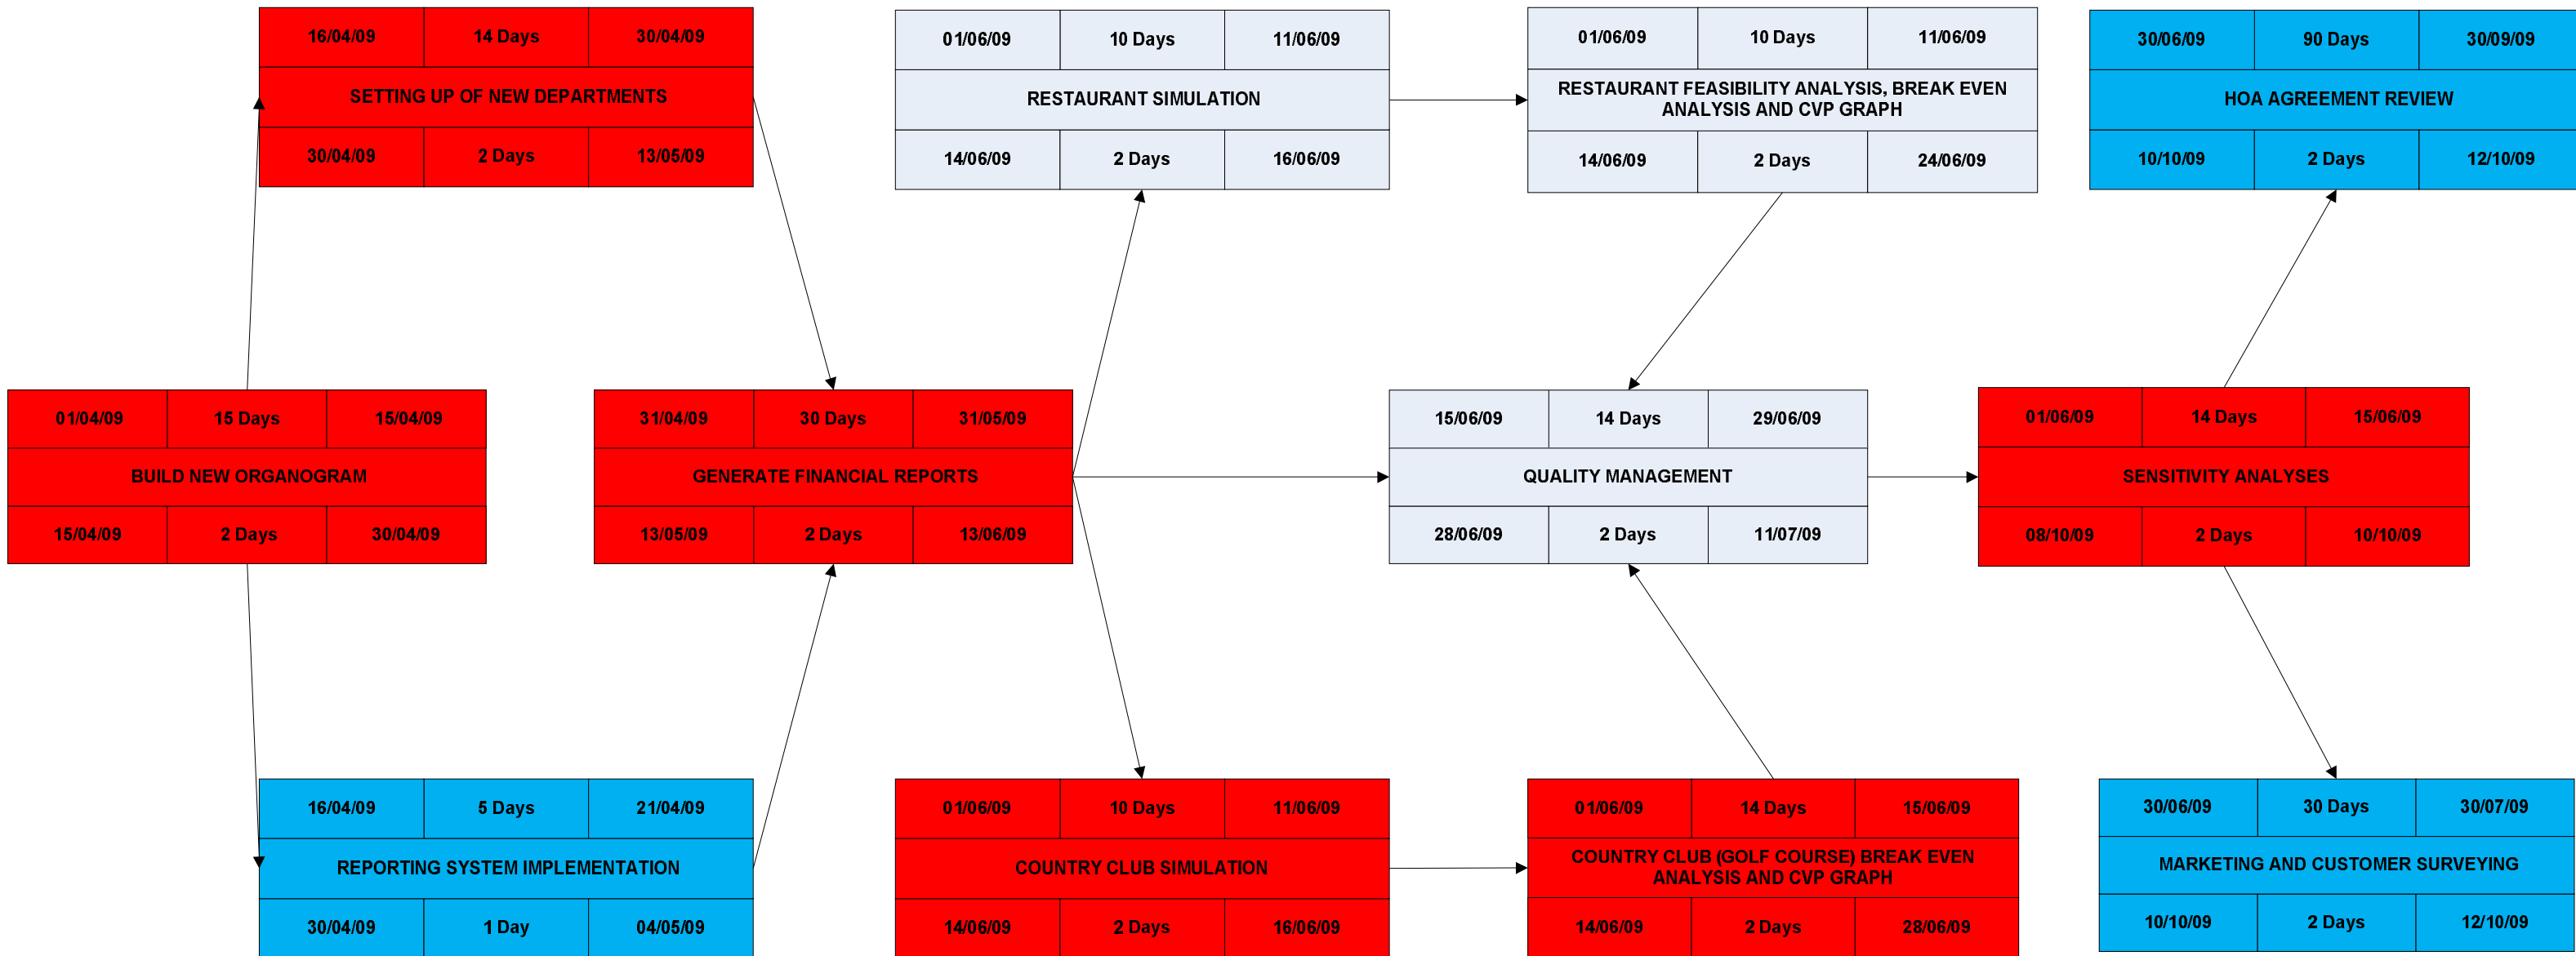 16/04/09 14 Days 30/04/09
SETTING UP OF NEW DEPARTMENTS
30/04/09 2 Days 13/05/09
01/06/09 10 Days 11/06/09
RESTAURANT SIMULATION
14/06/09 2 Days 16/06/09
01/06/09 10 Days 11/06/09
RESTAURANT FEASIBILITY ANALYSIS, BREAK EVEN
ANALYSIS AND CVP GRAPH
14/06/09 2 Days 24/06/09
30/06/09 90 Days 30/09/09
HOA AGREEMENT REVIEW
10/10/09 2 Days 12/10/09
01/04/09 15 Days 15/04/09
BUILD NEW ORGANOGRAM
15/04/09 2 Days 30/04/09
31/04/09 30 Days 31/05/09
GENERATE FINANCIAL REPORTS
13/05/09 2 Days 13/06/09
15/06/09 14 Days 29/06/09
QUALITY MANAGEMENT
28/06/09 2 Days 11/07/09
01/06/09 14 Days 15/06/09
SENSITIVITY ANALYSES
08/10/09 2 Days 10/10/09
16/04/09 5 Days 21/04/09
REPORTING SYSTEM IMPLEMENTATION
30/04/09 1 Day 04/05/09
01/06/09 10 Days 11/06/09
COUNTRY CLUB SIMULATION
14/06/09 2 Days 16/06/09
01/06/09 14 Days 15/06/09
COUNTRY CLUB (GOLF COURSE) BREAK EVEN
ANALYSIS AND CVP GRAPH
14/06/09 2 Days 28/06/09
30/06/09 30 Days 30/07/09
MARKETING AND CUSTOMER SURVEYING
10/10/09 2 Days 12/10/09